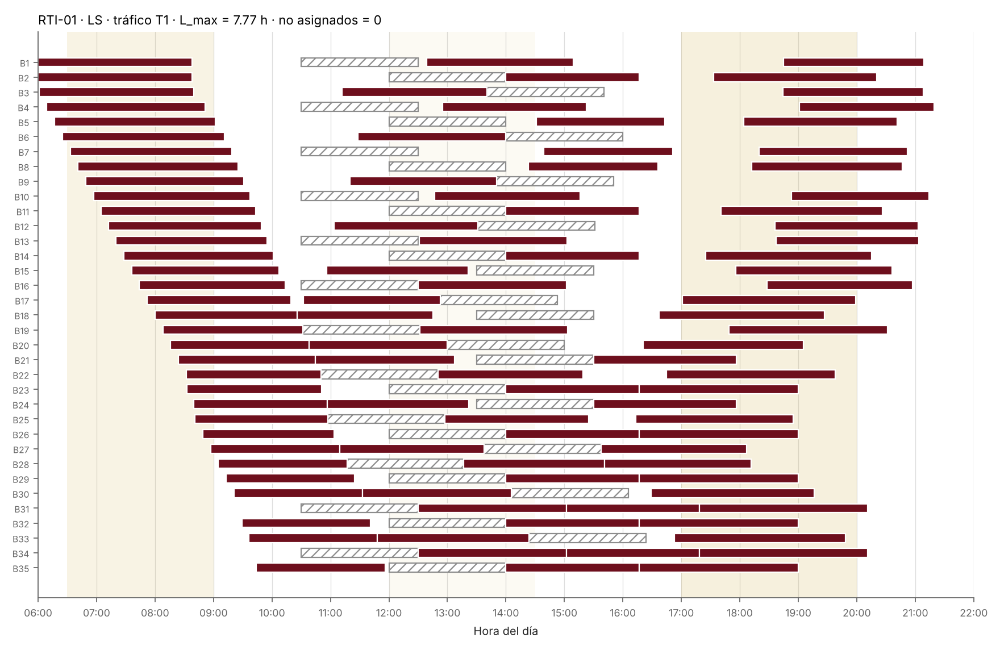 RTI-01 · LS · tráfico T1 · L_max = 7.77 h · no asignados = 0
B1
B2
B3
B4
B5
B6
B7
B8
B9
B10
B11
B12
B13
B14
B15
B16
B17
B18
B19
B20
B21
B22
B23
B24
B25
B26
B27
B28
B29
B30
B31
B32
B33
B34
B35
06:00 07:00 08:00 09:00 10:00 11:00 12:00 13:00 14:00 15:00 16:00 17:00 18:00 19:00 20:00 21:00 22:00
Hora del día